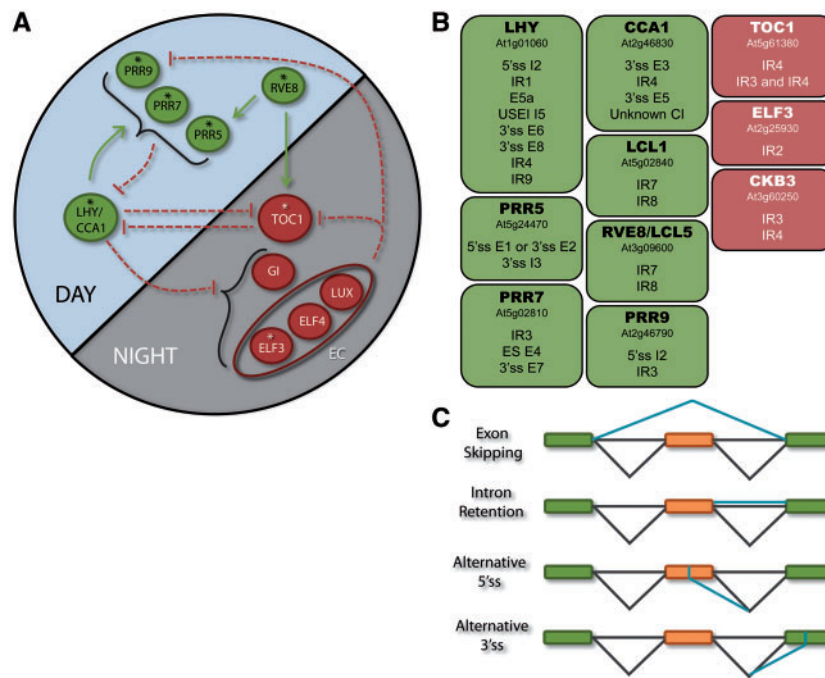 A
PRR9
*
PRR7
*
PRR5
*
RVE8
*
LHY/
CCA1
*
TOC1
*
DAY
NIGHT
GI
LUX
ELF4
ELF3
*
EC
B
LHY
At1g01060
5'ss I2
IR1
E5a
USEI I5
3'ss E6
3'ss E8
IR4
IR9
PRR5
At5g24470
5'ss E1 or 3'ss E2
3'ss I3
PRR7
At5g02810
IR3
ES E4
3'ss E7
CCA1
At2g46830
3'ss E3
IR4
3'ss E5
Unknown CI
LCL1
At5g02840
IR7
IR8
RVE8/LCL5
At3g09600
IR7
IR8
PRR9
At2g46790
5'ss I2
IR3
TOC1
At5g61380
IR4
IR3 and IR4
ELF3
At2g25930
IR2
CKB3
At3g60250
IR3
IR4
C
Exon
Skipping
Intron
Retention
Alternative
5'ss
Alternative
3'ss